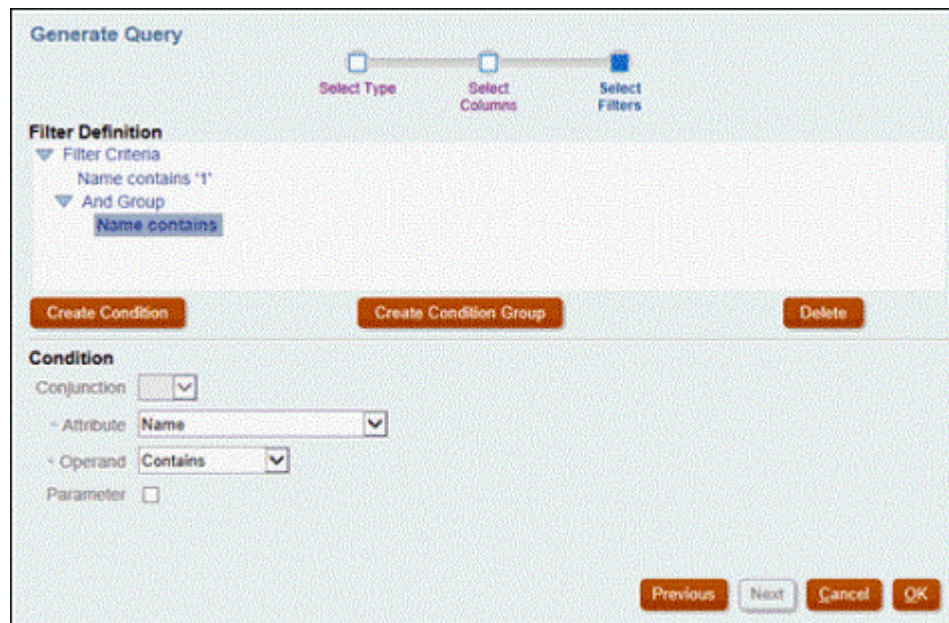 Generate Query
Select Type
Select Columns
Select Filters
Filter Definition
Filter Criteria
Name contains '1'
And Group
Name contains
Create Condition
Create Condition Group
Delete
Condition
Conjunction
* Attribute Name
* Operand Contains
Parameter
Previous
Next
Cancel
OK